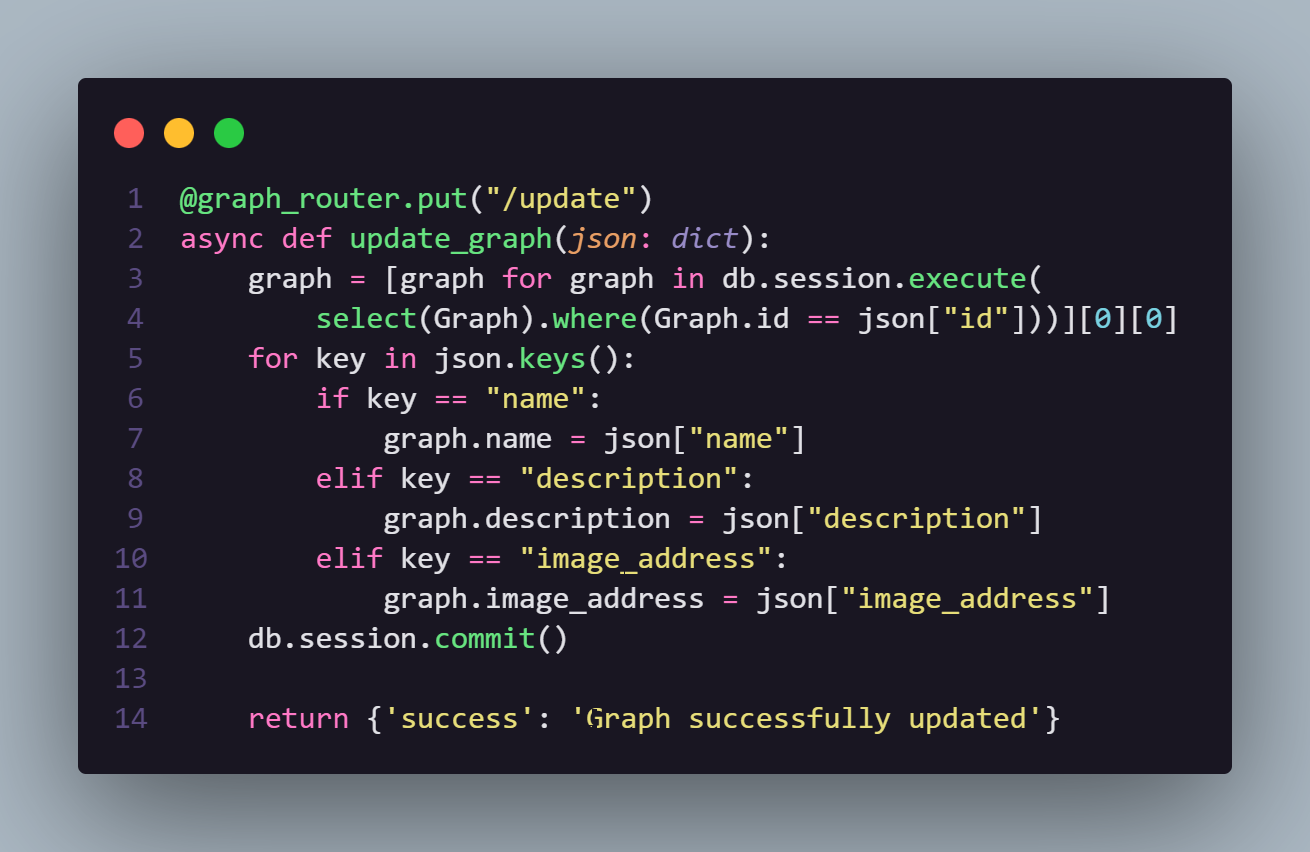 1 @graph_router.put("/update")
2 async def update_graph(json: dict):
3     graph = [graph for graph in db.session.execute(
4         select(Graph).where(Graph.id == json["id"]))][0][0]
5     for key in json.keys():
6         if key == "name":
7             graph.name = json["name"]
8         elif key == "description":
9             graph.description = json["description"]
10         elif key == "image_address":
11             graph.image_address = json["image_address"]
12     db.session.commit()
13
14     return {'success': 'Graph successfully updated'}